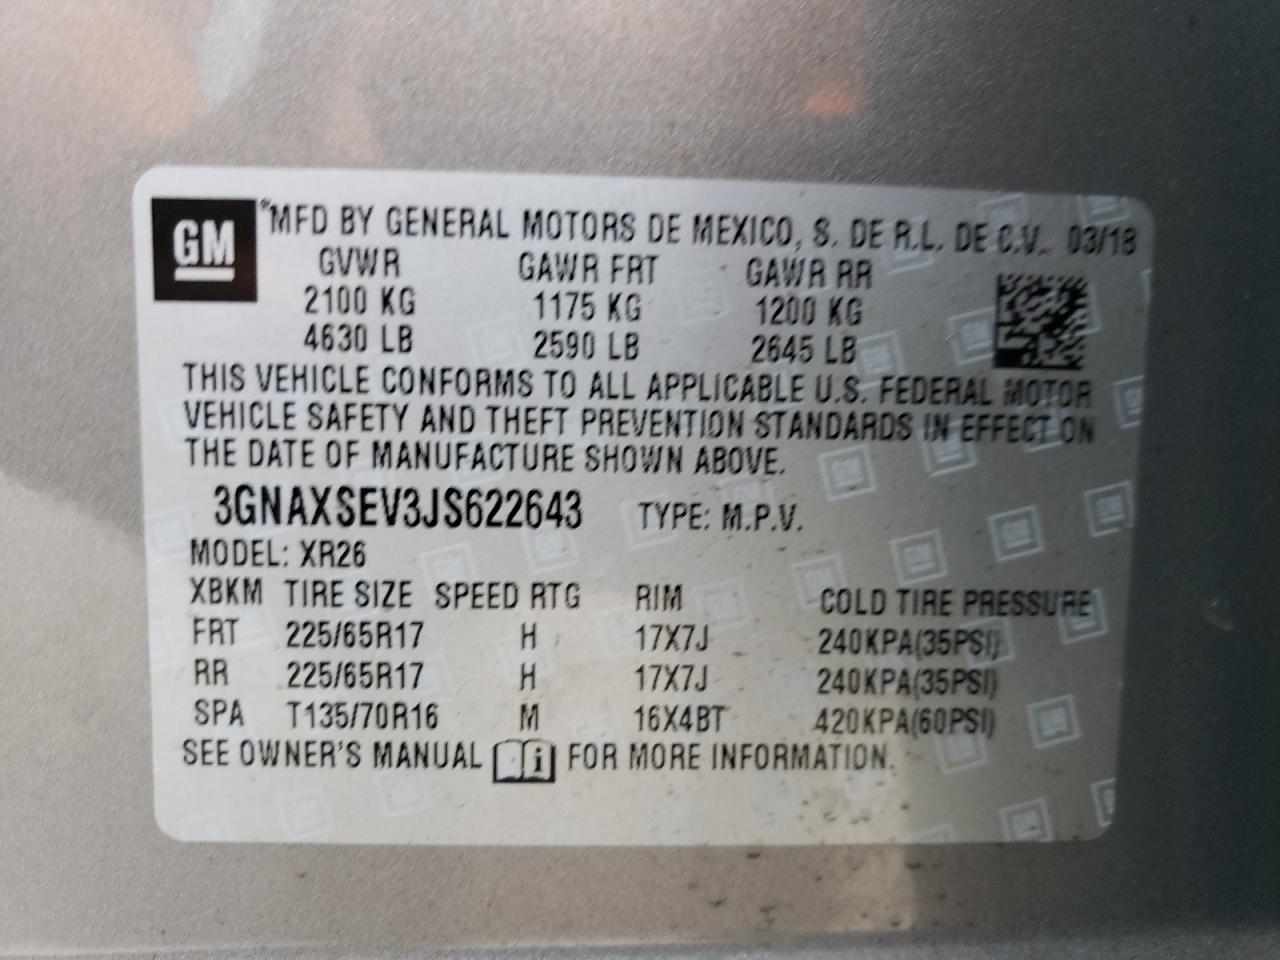 GM
*MFD BY GENERAL MOTORS DE MEXICO, S. DE R.L. DE C.V. 03/18
GVWR GAWR FRT GAWR RR
2100 KG 1175 KG 1200 KG
4630 LB 2590 LB 2645 LB
THIS VEHICLE CONFORMS TO ALL APPLICABLE U.S. FEDERAL MOTOR
VEHICLE SAFETY AND THEFT PREVENTION STANDARDS IN EFFECT ON
THE DATE OF MANUFACTURE SHOWN ABOVE.
3GNAXSEV3JS622643 TYPE: M.P.V.
MODEL: XR26
XBKM TIRE SIZE SPEED RTG RIM COLD TIRE PRESSURE
FRT 225/65R17 H 17X7J 240KPA(35PSI)
RR 225/65R17 H 17X7J 240KPA(35PSI)
SPA T135/70R16 M 16X4BT 420KPA(60PSI)
SEE OWNER'S MANUAL i FOR MORE INFORMATION.